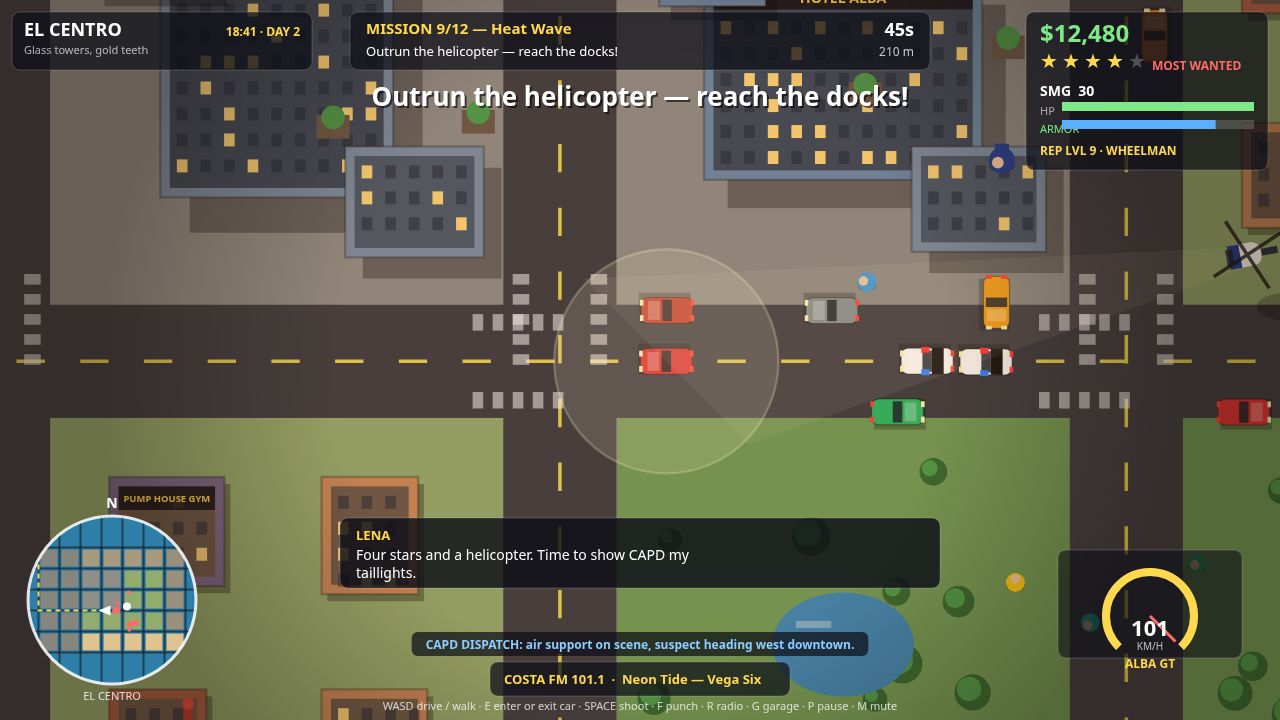 EL CENTRO
18:41 · DAY 2
Glass towers, gold teeth
MISSION 9/12 — Heat Wave
45s
Outrun the helicopter — reach the docks!
210 m
HOTEL ALBA
$12,480
★ ★ ★ ★ ★ MOST WANTED
SMG 30
HP
ARMOR
REP LVL 9 · WHEELMAN
Outrun the helicopter — reach the docks!
N
PUMP HOUSE GYM
EL CENTRO
LENA
Four stars and a helicopter. Time to show CAPD my
taillights.
CAPD DISPATCH: air support on scene, suspect heading west downtown.
COSTA FM 101.1 · Neon Tide — Vega Six
WASD drive / walk · E enter or exit car · SPACE shoot · F punch · R radio · G garage · P pause · M mute
101
KM/H
ALBA GT